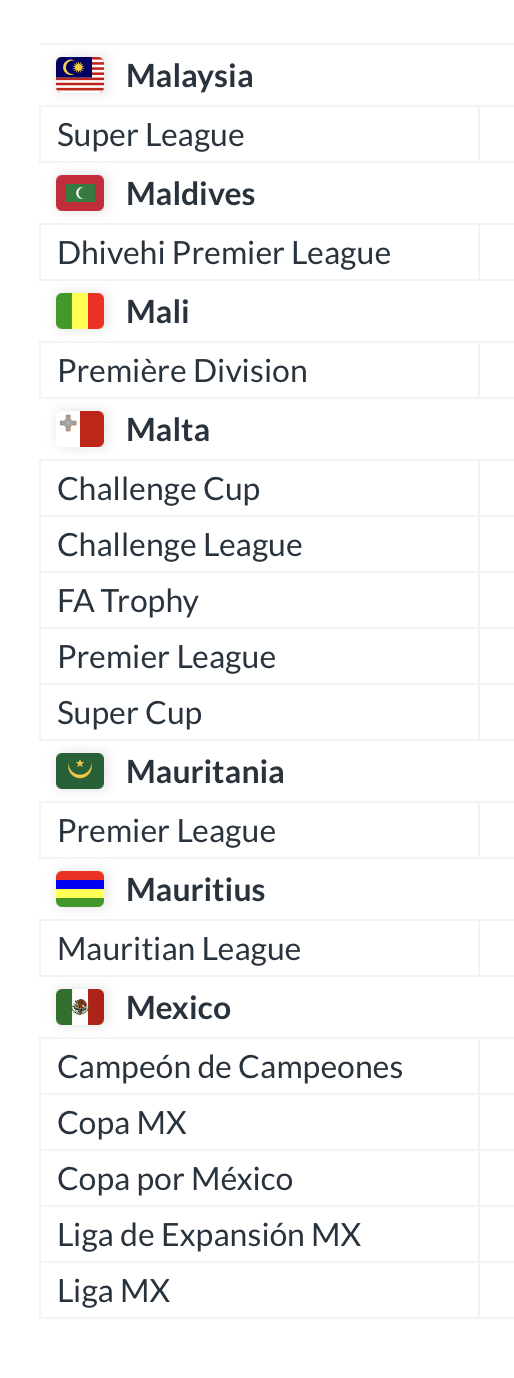 Malaysia
Super League
Maldives
Dhivehi Premier League
Mali
Première Division
Malta
Challenge Cup
Challenge League
FA Trophy
Premier League
Super Cup
Mauritania
Premier League
Mauritius
Mauritian League
Mexico
Campeón de Campeones
Copa MX
Copa por México
Liga de Expansión MX
Liga MX